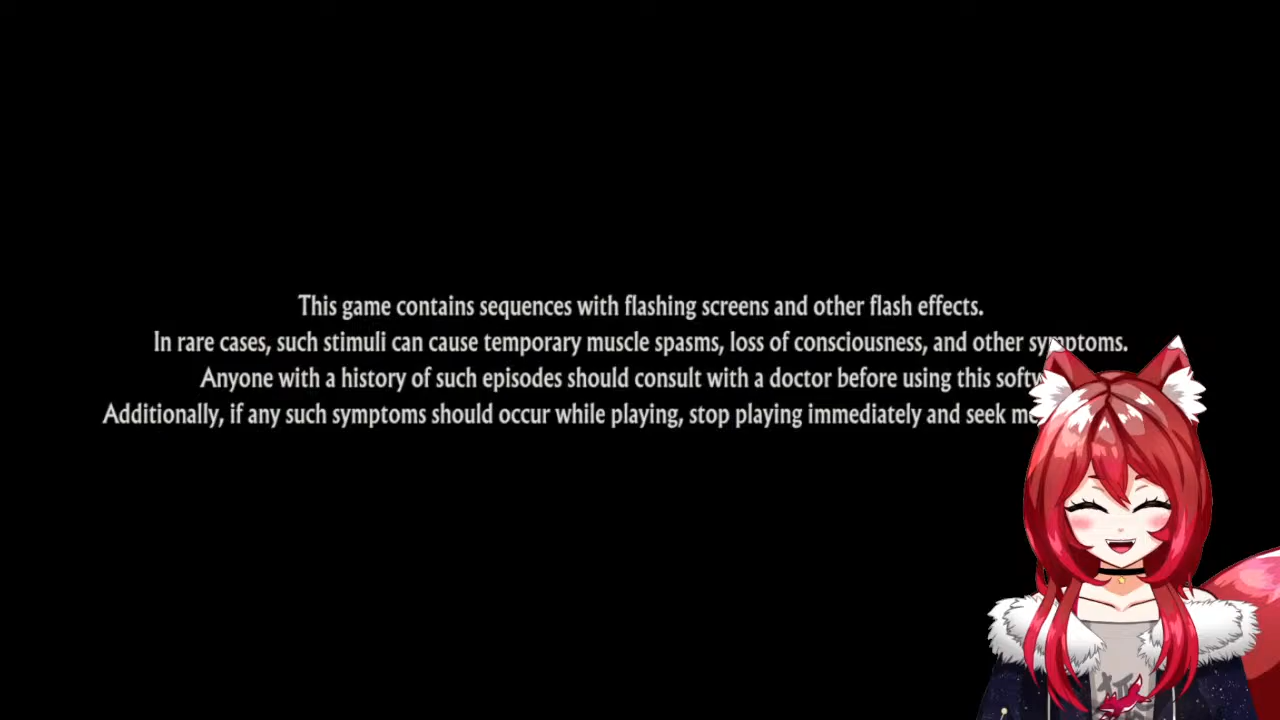 This game contains sequences with flashing screens and other flash effects.
In rare cases, such stimuli can cause temporary muscle spasms, loss of consciousness, and other symptoms.
Anyone with a history of such episodes should consult with a doctor before using this
Additionally, if any such symptoms should occur while playing, stop playing immediately and seek